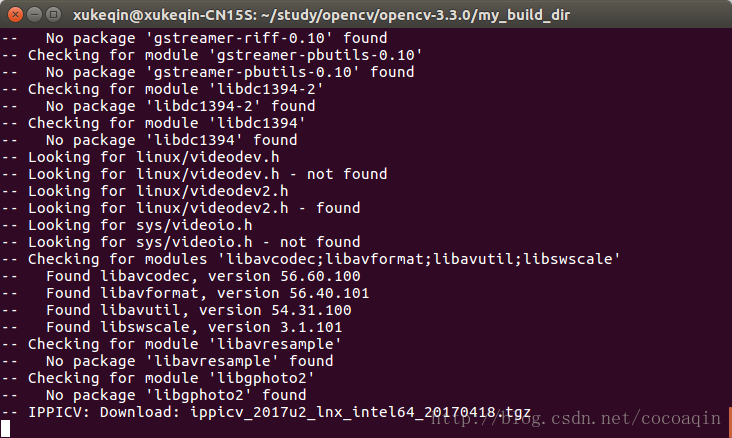 xukeqin@xukeqin-CN15S: ~/study/opencv/opencv-3.3.0/my_build_dir
--   No package 'gstreamer-riff-0.10' found
-- Checking for module 'gstreamer-pbutils-0.10'
--   No package 'gstreamer-pbutils-0.10' found
-- Checking for module 'libdc1394-2'
--   No package 'libdc1394-2' found
-- Checking for module 'libdc1394'
--   No package 'libdc1394' found
-- Looking for linux/videodev.h
-- Looking for linux/videodev.h - not found
-- Looking for linux/videodev2.h
-- Looking for linux/videodev2.h - found
-- Looking for sys/videoio.h
-- Looking for sys/videoio.h - not found
-- Checking for modules 'libavcodec;libavformat;libavutil;libswscale'
--   Found libavcodec, version 56.60.100
--   Found libavformat, version 56.40.101
--   Found libavutil, version 54.31.100
--   Found libswscale, version 3.1.101
-- Checking for module 'libavresample'
--   No package 'libavresample' found
-- Checking for module 'libgphoto2'
--   No package 'libgphoto2' found
-- IPPICV: Download: ippicv_2017u2_lnx_intel64_20170418.tgz
http://blog.csdn.net/cocoaqin